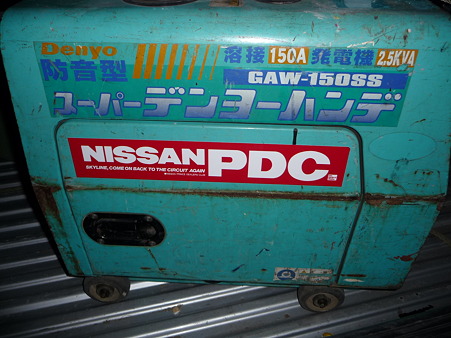 Denyo
防音型
溶接 150A 発電機 2.5KVA
GAW-150SS
スーパーデンヨーハンデ
NISSAN PDC
SKYLINE, COME ON BACK TO THE CIRCUIT AGAIN